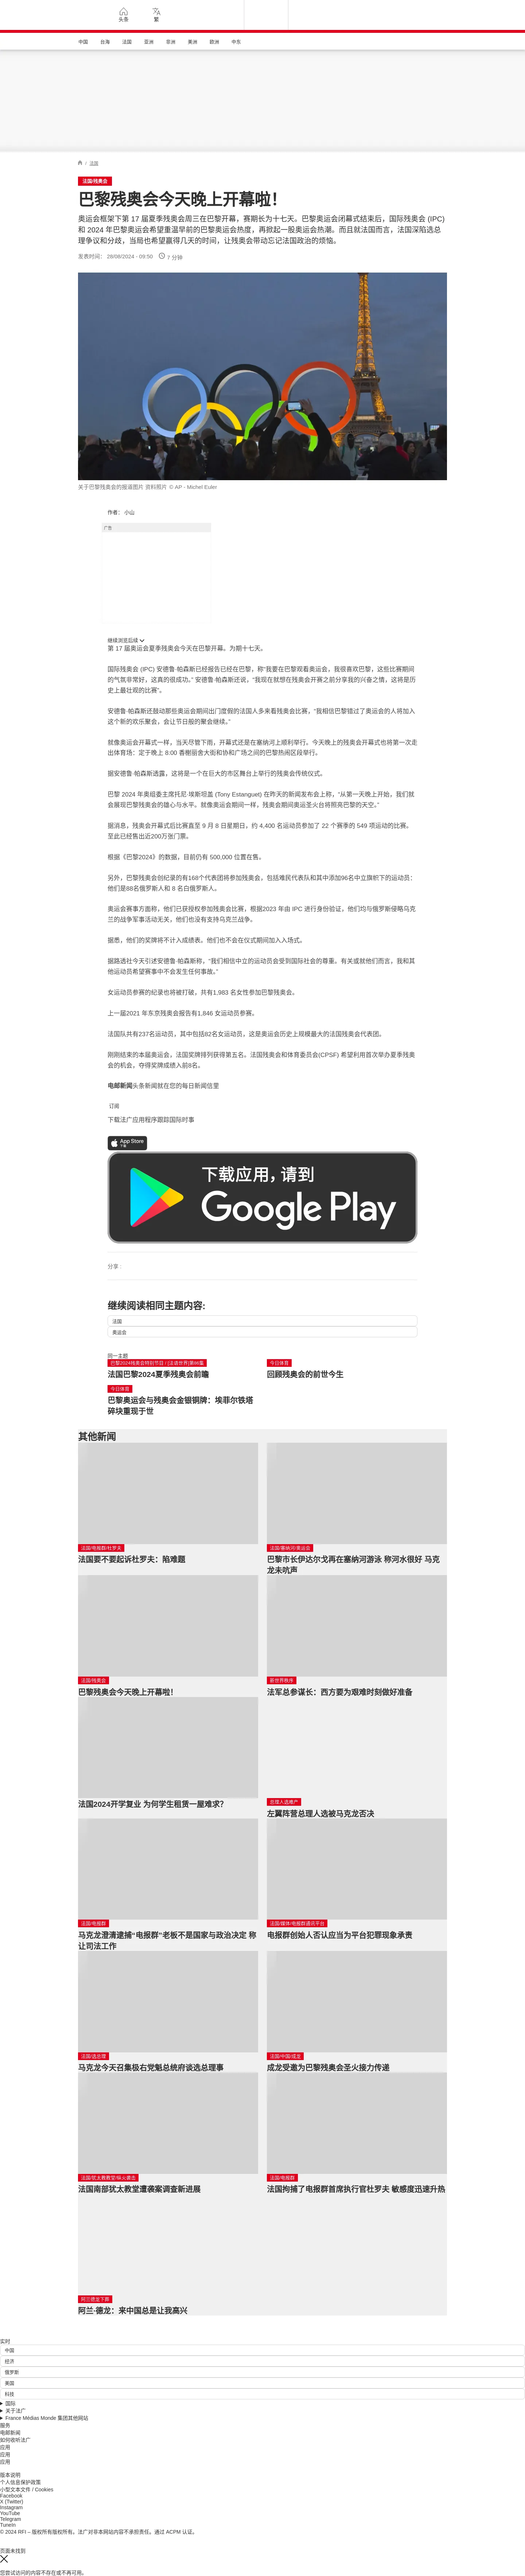 头条
繁
中国
台海
法国
亚洲
非洲
美洲
欧洲
中东
/ 法国
法国/残奥会
巴黎残奥会今天晚上开幕啦！
奥运会框架下第 17 届夏季残奥会周三在巴黎开幕，赛期长为十七天。巴黎奥运会闭幕式结束后，国际残奥会 (IPC)
和 2024 年巴黎奥运会希望重温早前的巴黎奥运会热度，再掀起一股奥运会热潮。而且就法国而言，法国深陷选总
理争议和分歧，当局也希望赢得几天的时间，让残奥会带动忘记法国政治的烦恼。
发表时间： 28/08/2024 - 09:50
7 分钟
关于巴黎残奥会的报道图片 资料照片 © AP - Michel Euler
作者： 小山
广告
继续浏览后续
第 17 届奥运会夏季残奥会今天在巴黎开幕。为期十七天。
国际残奥会 (IPC) 安德鲁·帕森斯已经报告已经在巴黎，称“我要在巴黎观看奥运会，我很喜欢巴黎，这些比赛期间
的气氛非常好，这真的很成功。” 安德鲁·帕森斯还说，“我现在就想在残奥会开赛之前分享我的兴奋之情，这将是历
史上最壮观的比赛”。
安德鲁·帕森斯还鼓动那些奥运会期间出门度假的法国人多来看残奥会比赛，“我相信巴黎错过了奥运会的人将加入
这个新的欢乐聚会，会让节日般的聚会继续。”
就像奥运会开幕式一样，当天尽管下雨，开幕式还是在塞纳河上顺利举行。今天晚上的残奥会开幕式也将第一次走
出体育场：定于晚上 8:00 香榭丽舍大街和协和广场之间的巴黎热闹区段举行。
据安德鲁·帕森斯透露，这将是一个在巨大的市区舞台上举行的残奥会传统仪式。
巴黎 2024 年奥组委主席托尼·埃斯坦盖 (Tony Estanguet) 在昨天的新闻发布会上称，“从第一天晚上开始，我们就
会展现巴黎残奥会的雄心与水平。就像奥运会期间一样，残奥会期间奥运圣火台将照亮巴黎的天空。”
据消息，残奥会开幕式后比赛直至 9 月 8 日星期日，约 4,400 名运动员参加了 22 个赛季的 549 项运动的比赛。
至此已经售出近200万张门票。
根据《巴黎2024》的数据，目前仍有 500,000 位置在售。
另外，巴黎残奥会创纪录的有168个代表团将参加残奥会，包括难民代表队和其中添加96名中立旗帜下的运动员：
他们是88名俄罗斯人和 8 名白俄罗斯人。
奥运会赛事方面称，他们已获授权参加残奥会比赛，根据2023 年由 IPC 进行身份验证，他们均与俄罗斯侵略乌克
兰的战争军事活动无关，他们也没有支持乌克兰战争。
据悉，他们的奖牌将不计入成绩表。他们也不会在仪式期间加入入场式。
据路透社今天引述安德鲁·帕森斯称，“我们相信中立的运动员会受到国际社会的尊重。有关或就他们而言，我和其
他运动员希望赛事中不会发生任何事故。”
女运动员参赛的纪录也将被打破，共有1,983 名女性参加巴黎残奥会。
上一届2021 年东京残奥会报告有1,846 女运动员参赛。
法国队共有237名运动员，其中包括82名女运动员，这是奥运会历史上规模最大的法国残奥会代表团。
刚刚结束的本届奥运会，法国奖牌排列获得第五名。法国残奥会和体育委员会(CPSF) 希望利用首次举办夏季残奥
会的机会，夺得奖牌成绩入前8名。
电邮新闻头条新闻就在您的每日新闻信里
订阅
下载法广应用程序跟踪国际时事
App Store
下载
下载应用，请到
Google Play
分享 :
继续阅读相同主题内容:
法国
奥运会
同一主题
巴黎2024残奥会特别节目 / [法语世界]第66集
法国巴黎2024夏季残奥会前瞻
今日体育
回顾残奥会的前世今生
今日体育
巴黎奥运会与残奥会金银铜牌：埃菲尔铁塔
碎块重现于世
其他新闻
法国/电报群/杜罗夫
法国要不要起诉杜罗夫：陷难题
法国/塞纳河/奥运会
巴黎市长伊达尔戈再在塞纳河游泳 称河水很好 马克
龙未吭声
法国/残奥会
巴黎残奥会今天晚上开幕啦！
新世界秩序
法军总参谋长：西方要为艰难时刻做好准备
法国2024开学复业 为何学生租赁一屋难求？
总理人选难产
左翼阵营总理人选被马克龙否决
法国/电报群
马克龙澄清逮捕“电报群”老板不是国家与政治决定 称
让司法工作
法国/媒体/电报群通讯平台
电报群创始人否认应当为平台犯罪现象承责
法国/选总理
马克龙今天召集极右党魁总统府谈选总理事
法国/中国/成龙
成龙受邀为巴黎残奥会圣火接力传递
法国/犹太教教堂/纵火袭击
法国南部犹太教堂遭袭案调查新进展
法国/电报群
法国拘捕了电报群首席执行官杜罗夫 敏感度迅速升热
阿兰德龙下葬
阿兰·德龙：来中国总是让我高兴
实时
中国
经济
俄罗斯
美国
科技
国际
关于法广
France Médias Monde 集团其他网站
服务
电邮新闻
如何收听法广
应用
应用
应用
版本说明
个人信息保护政策
小型文本文件 / Cookies
Facebook
X (Twitter)
Instagram
YouTube
Telegram
TuneIn
© 2024 RFI – 版权所有版权所有。法广对非本网站内容不承担责任。通过 ACPM 认证。
页面未找到
您尝试访问的内容不存在或不再可用。